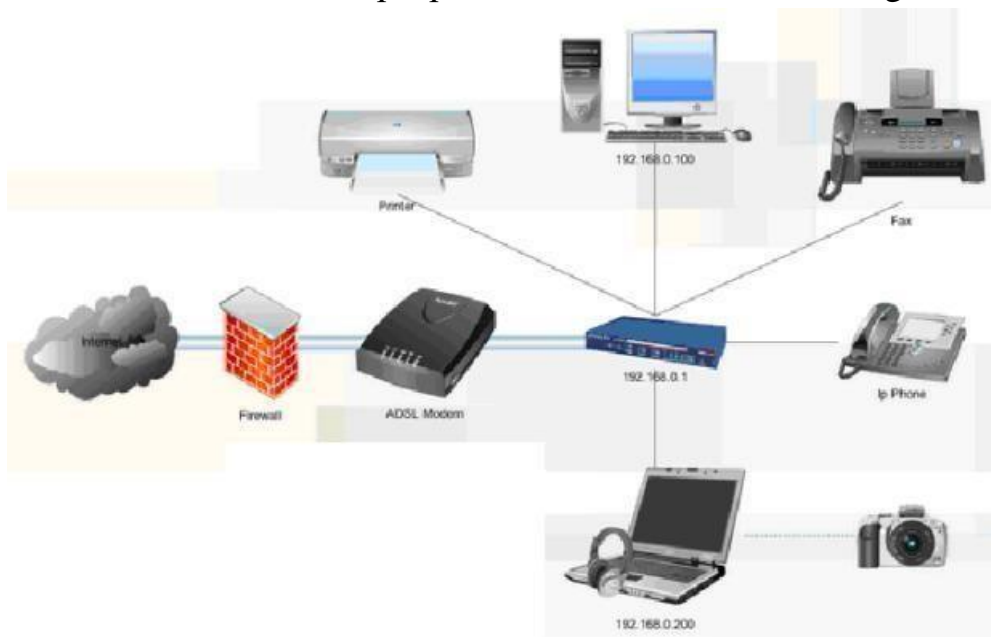 192.168.0.100
Printer
Fax
Internet
192.168.0.1
Ip Phone
Firewall
ADSL Modem
192.168.0.200